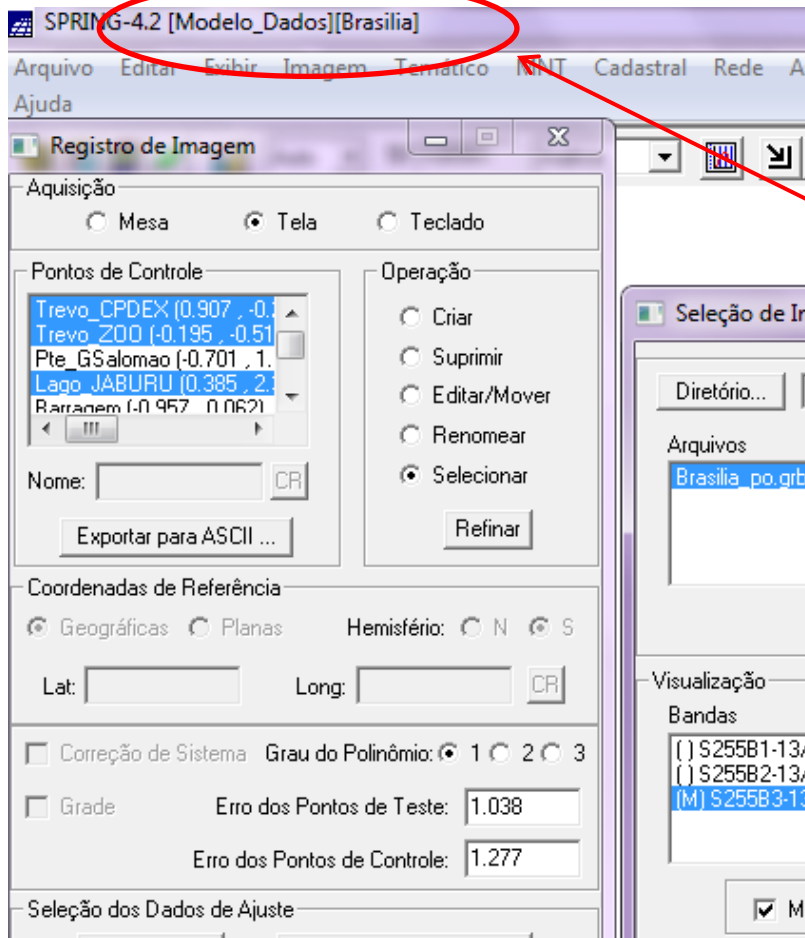 SPRING-4.2 [Modelo_Dados][Brasilia]
Arquivo Editar Exibir Imagem Temático MNT Cadastral Rede A
Ajuda
Registro de Imagem
Aquisição
Mesa Tela Teclado
Pontos de Controle
Trevo_CPDEX (0.907 , -0.
Trevo_ZOO (-0.195 , -0.51
Pte_GSalomao (-0.701 , 1.
Lago_JABURU (0.385 , 2.
Barragem (-0.957 0.062)
Nome: CR
Exportar para ASCII ...
Operação
Criar
Suprimir
Editar/Mover
Renomear
Selecionar
Refinar
Coordenadas de Referência
Geográficas Planas Hemisfério: N S
Lat: Long: CR
Correção de Sistema Grau do Polinômio: 1 2 3
Grade Erro dos Pontos de Teste: 1.038
Erro dos Pontos de Controle: 1.277
Seleção dos Dados de Ajuste
Seleção de
Diretório...
Arquivos
Brasilia_po.grb
Visualização
Bandas
( ) S255B1-13
( ) S255B2-13
(M) S255B3-13
M